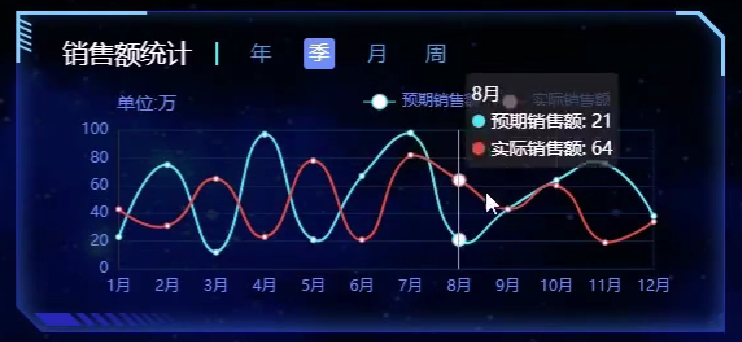 销售额统计 | 年 季 月 周
单位:万
预期销售额 实际销售额
8月
预期销售额: 21
实际销售额: 64
100
80
60
40
20
0
1月 2月 3月 4月 5月 6月 7月 8月 9月 10月 11月 12月